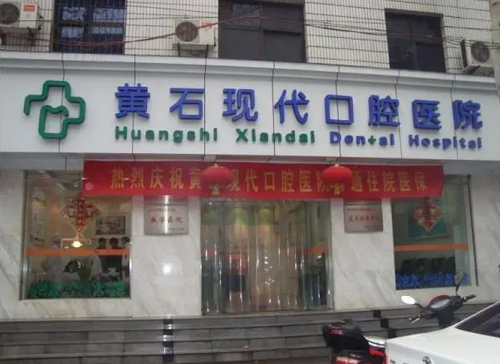 黄石现代口腔医院
Huangshi Xiandai Dental Hospital
热烈庆祝黄 现代口腔医院 通住院医保